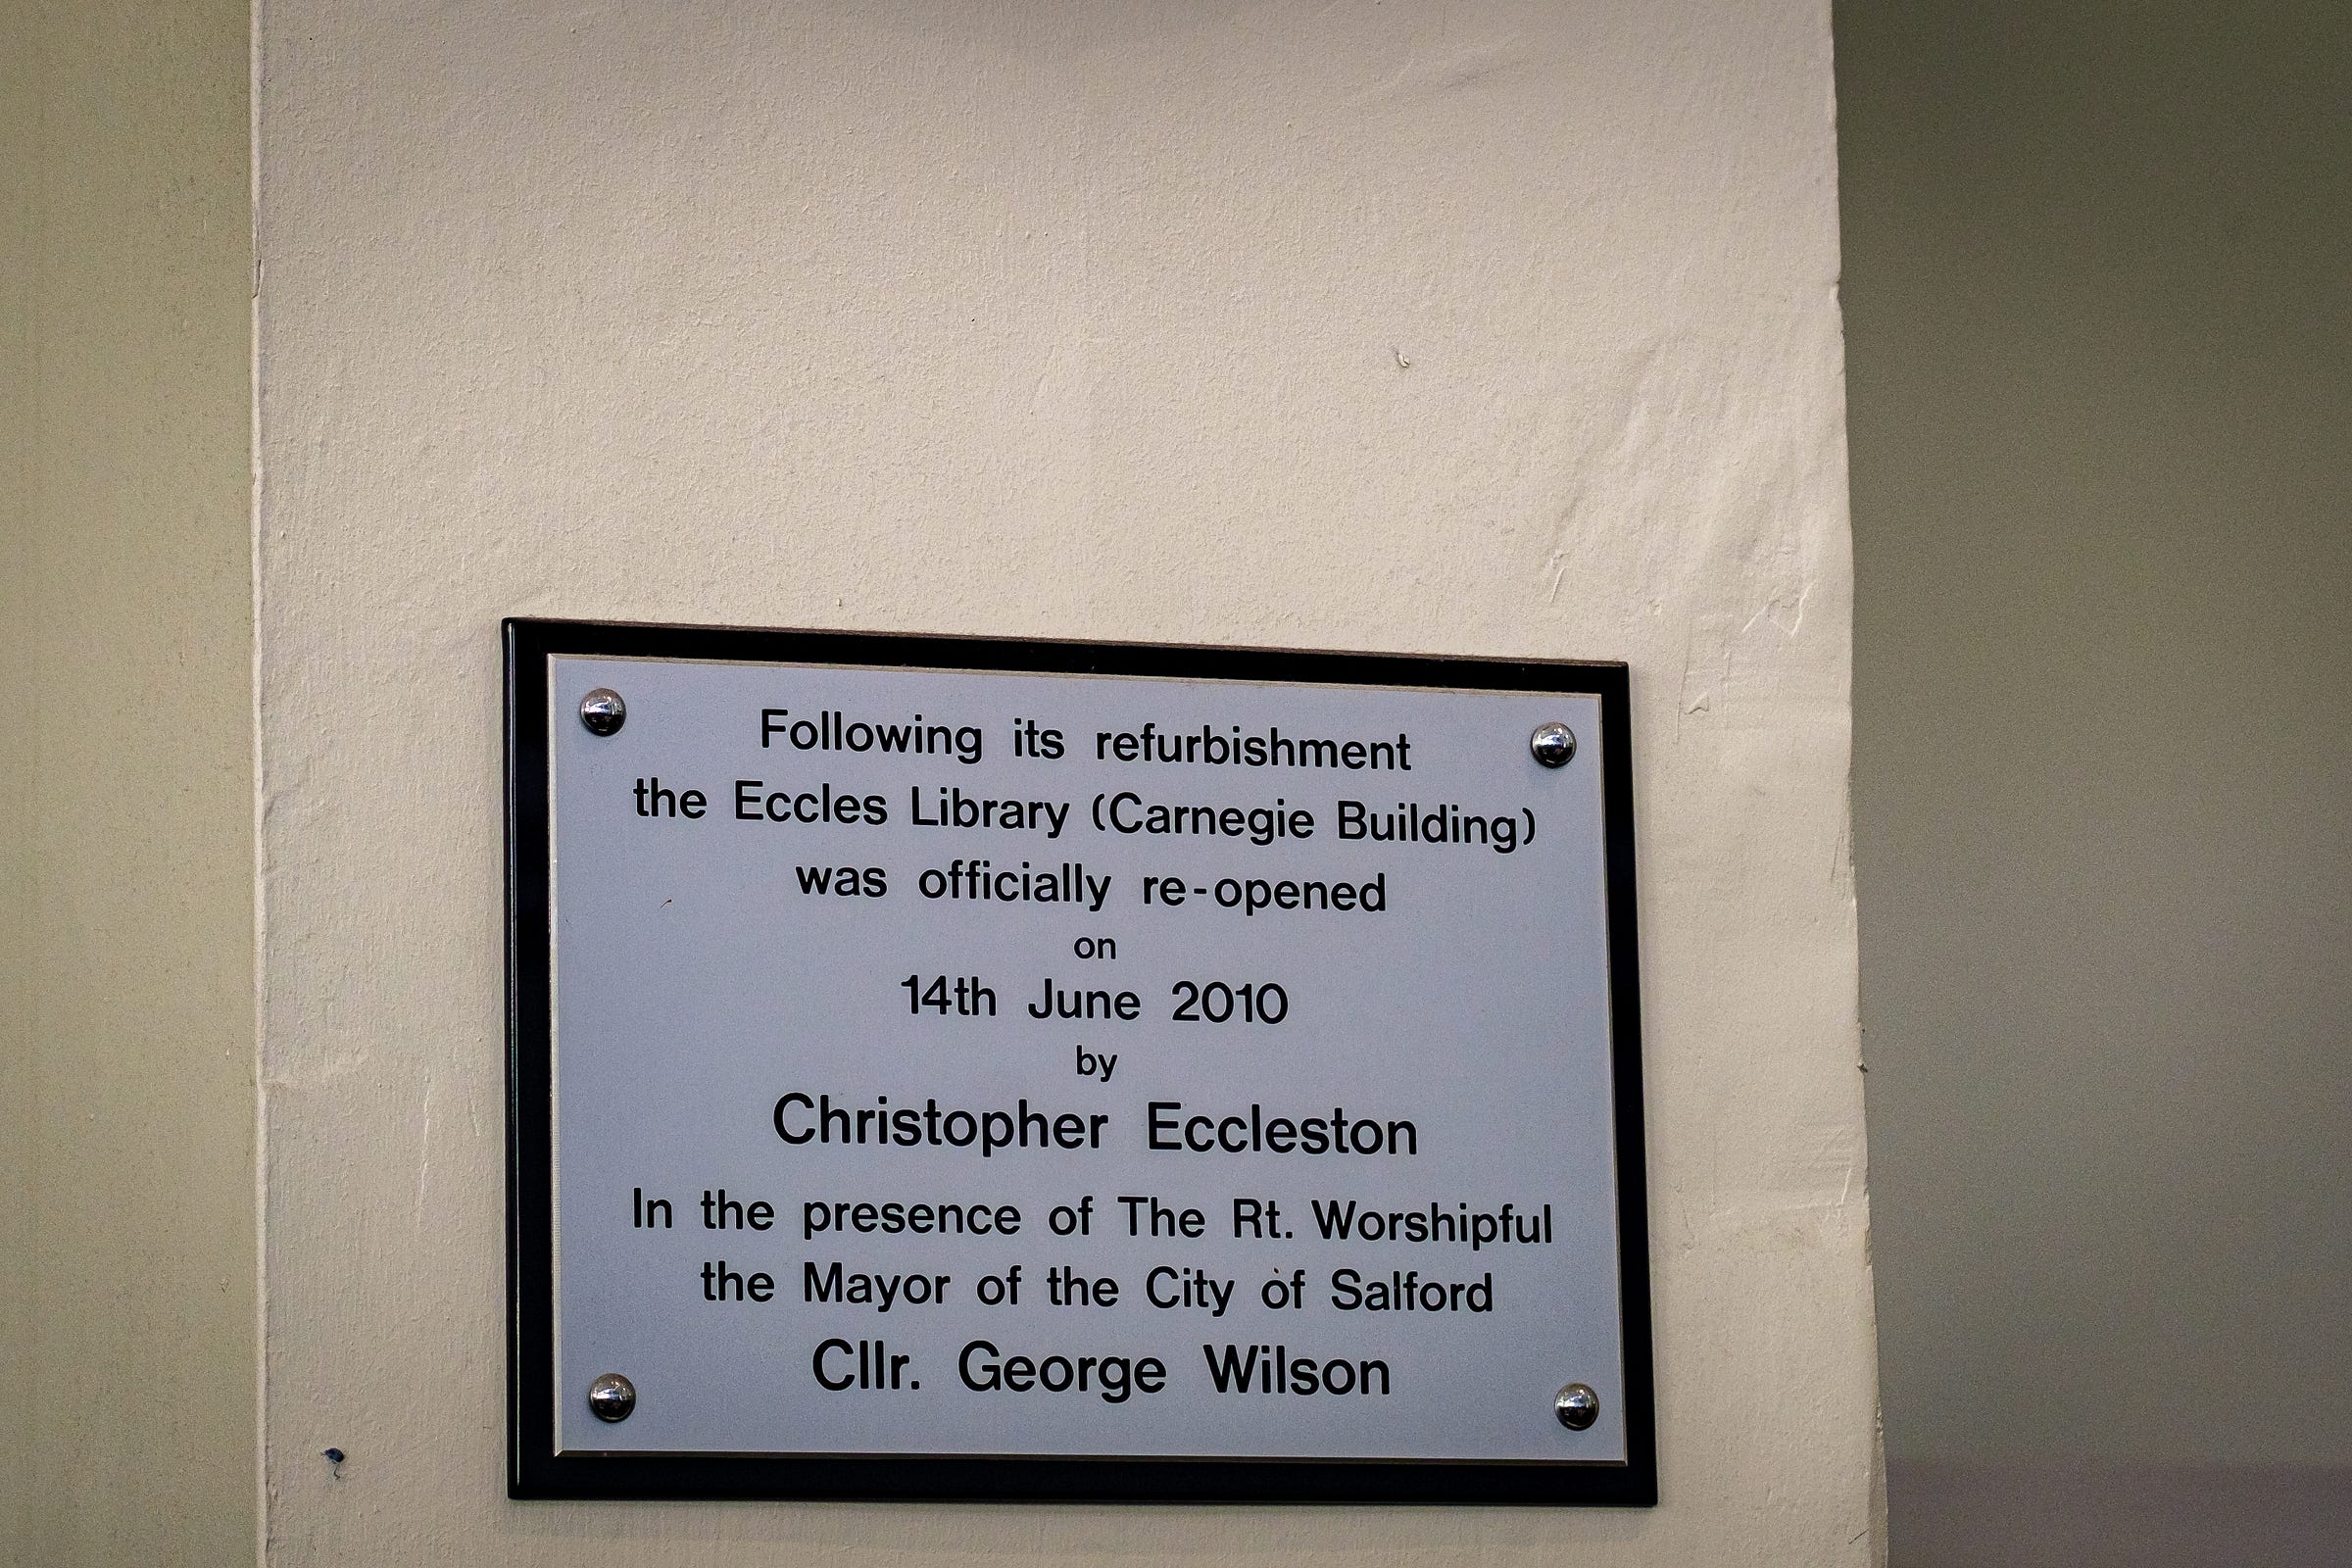 Following its refurbishment
the Eccles Library (Carnegie Building)
was officially re-opened
on
14th June 2010
by
Christopher Eccleston
In the presence of The Rt. Worshipful
the Mayor of the City of Salford
Cllr. George Wilson